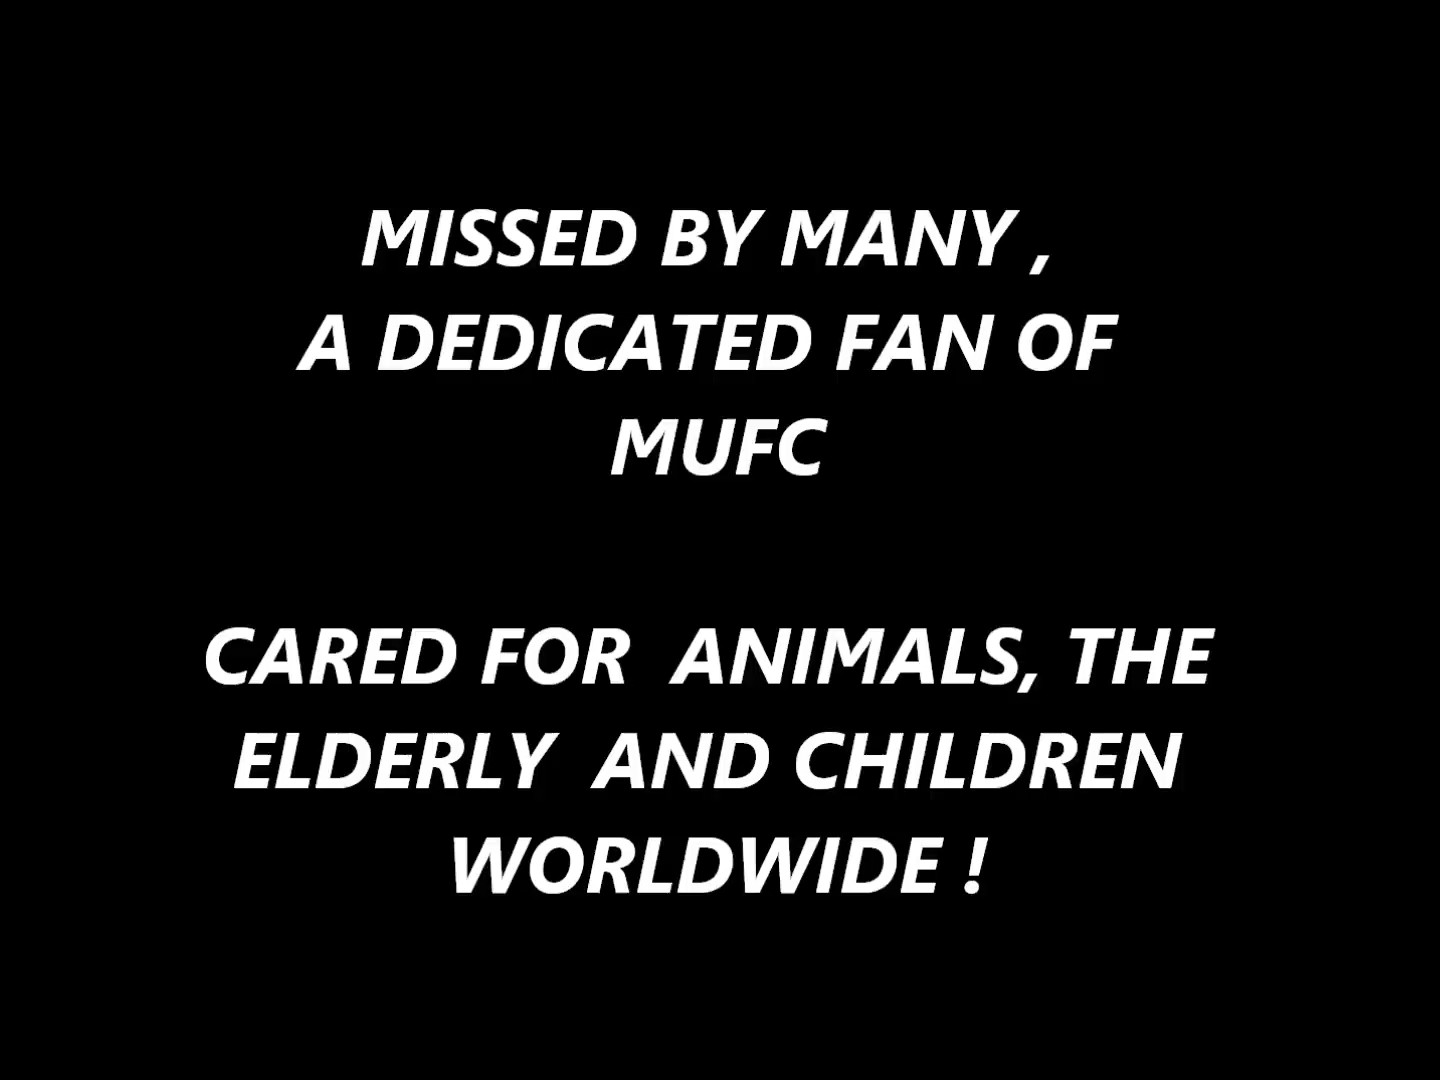 MISSED BY MANY ,
A DEDICATED FAN OF
MUFC
CARED FOR  ANIMALS, THE
ELDERLY  AND CHILDREN
WORLDWIDE !